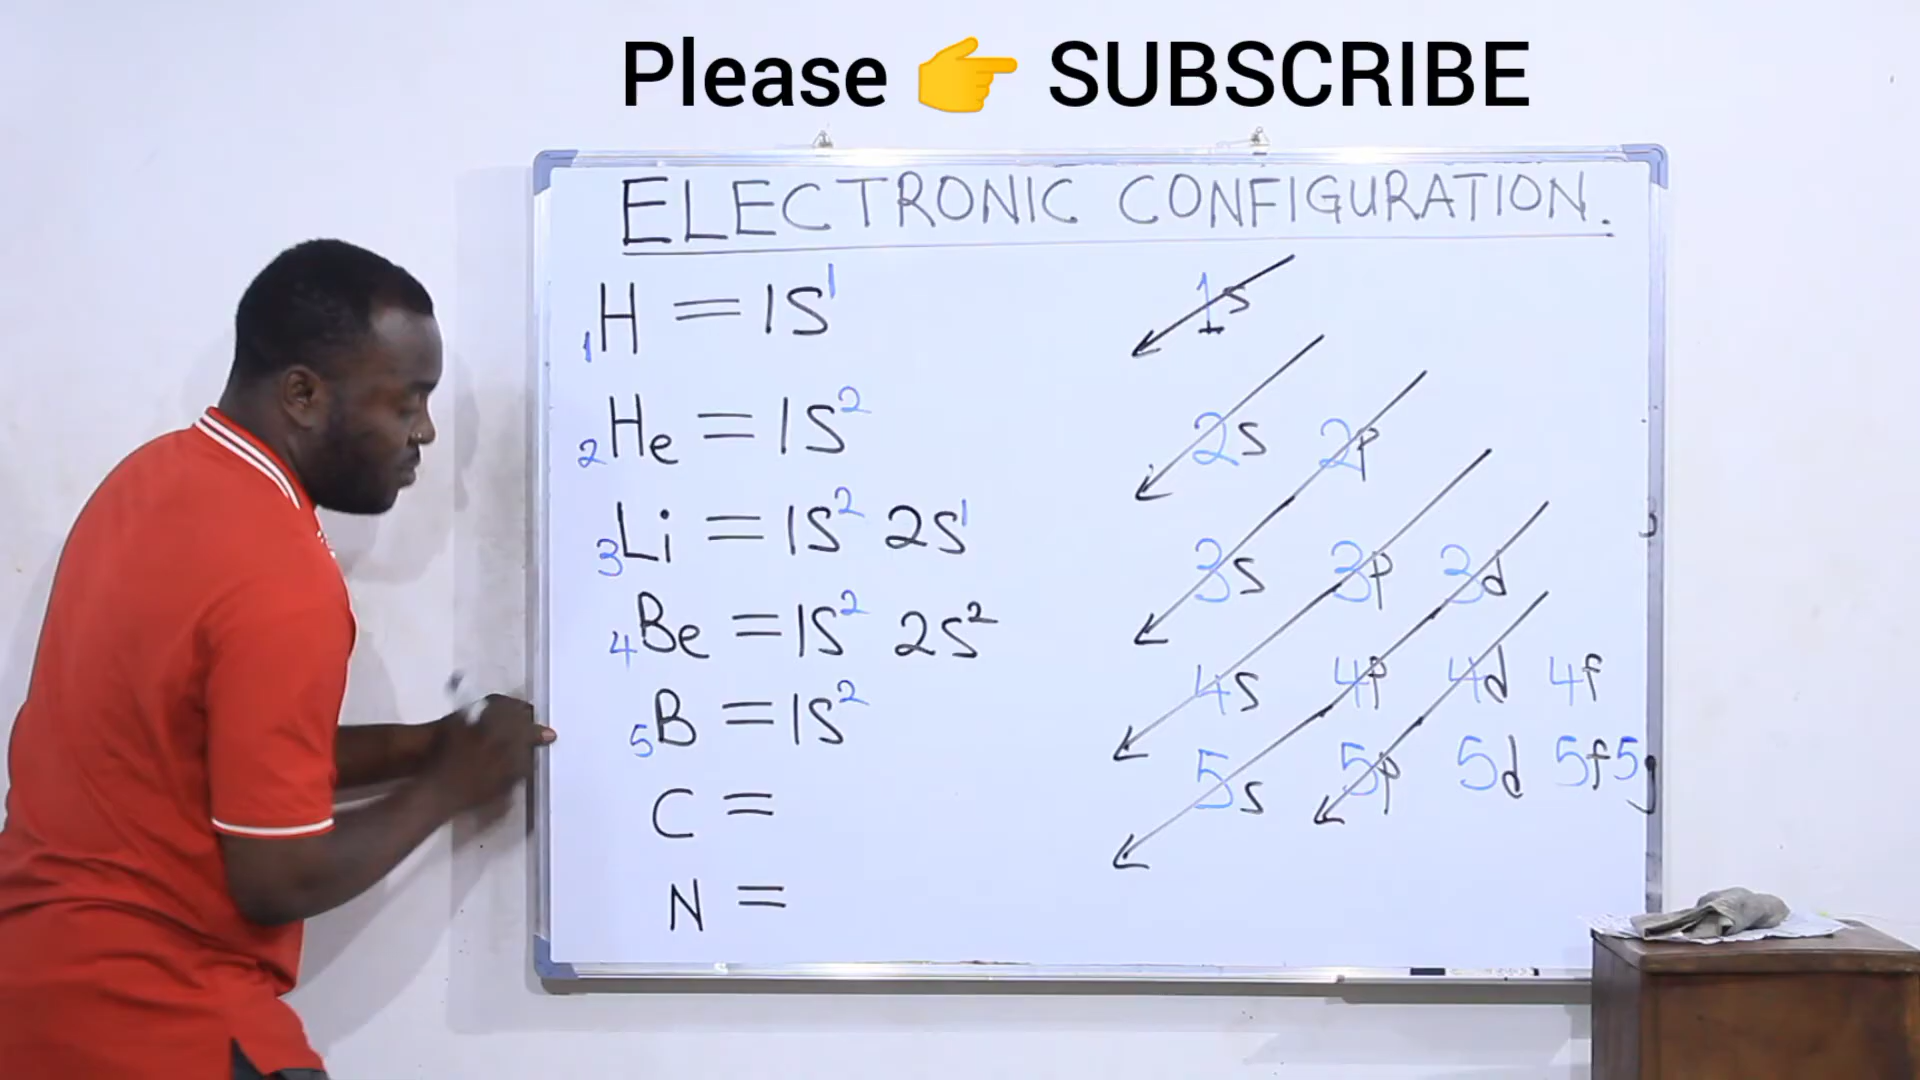 Please 👉 SUBSCRIBE
ELECTRONIC CONFIGURATION.
₁H = 1S¹
₂He = 1S²
₃Li = 1S² 2S¹
₄Be = 1S² 2S²
₅B = 1S²
C =
N =
1s
2s 2p
3s 3p 3d
4s 4p 4d 4f
5s 5p 5d 5f 5g